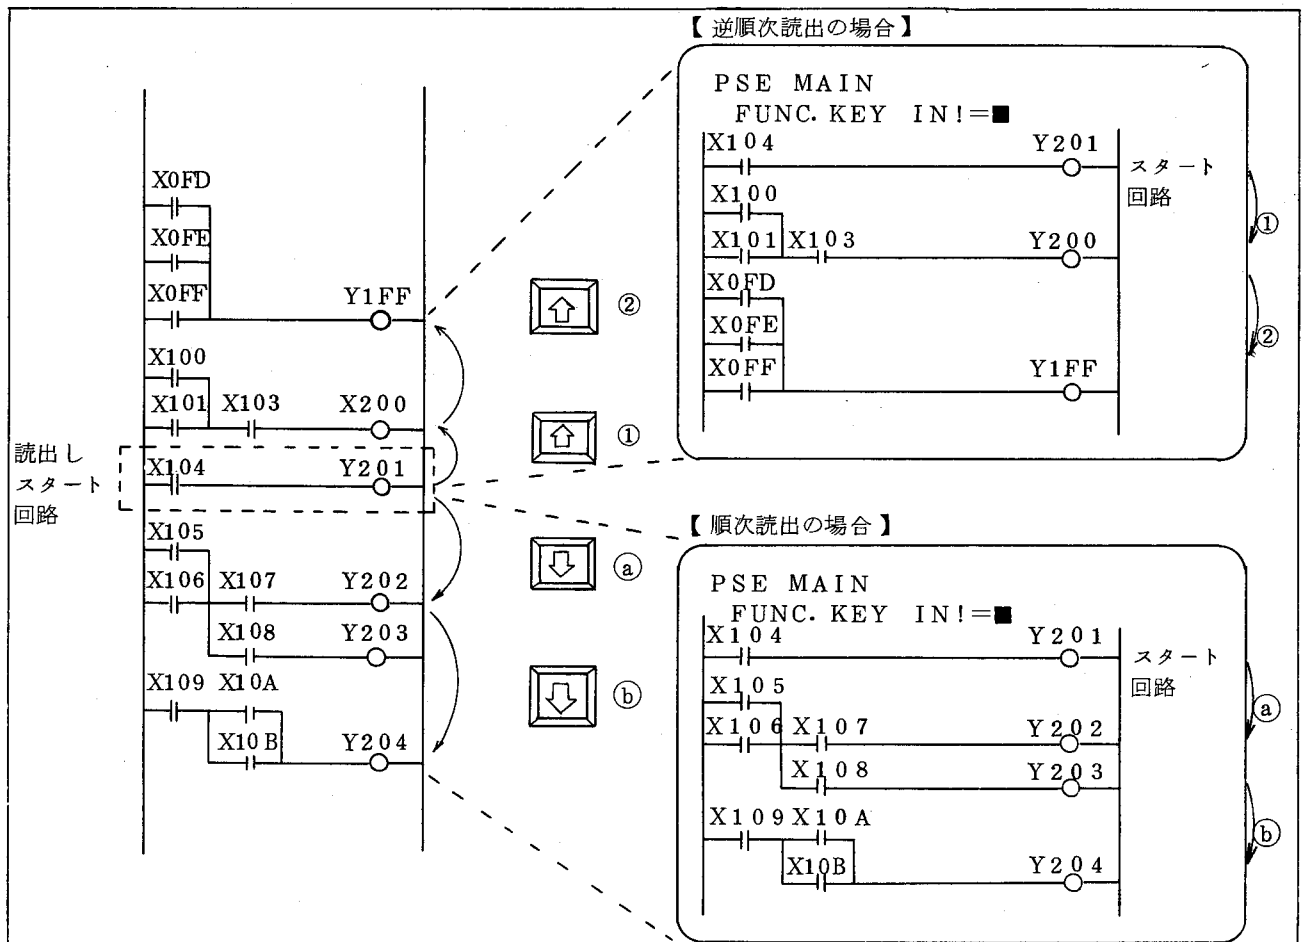 X0FD
X0FE
X0FF Y1FF
X100
X101 X103 X200
読出し
スタート
回路
X104 Y201
X105
X106 X107 Y202
X108 Y203
X109 X10A
X10B Y204
②
①
ⓐ
ⓑ
【逆順次読出の場合】
PSE MAIN
FUNC. KEY IN!=■
X104 Y201
スタート
回路
X100
X101 X103 Y200
X0FD
X0FE
X0FF Y1FF
①
②
【順次読出の場合】
PSE MAIN
FUNC. KEY IN!=■
X104 Y201
スタート
回路
X105
X106 X107 Y202
X108 Y203
X109 X10A
X10B Y204
ⓐ
ⓑ